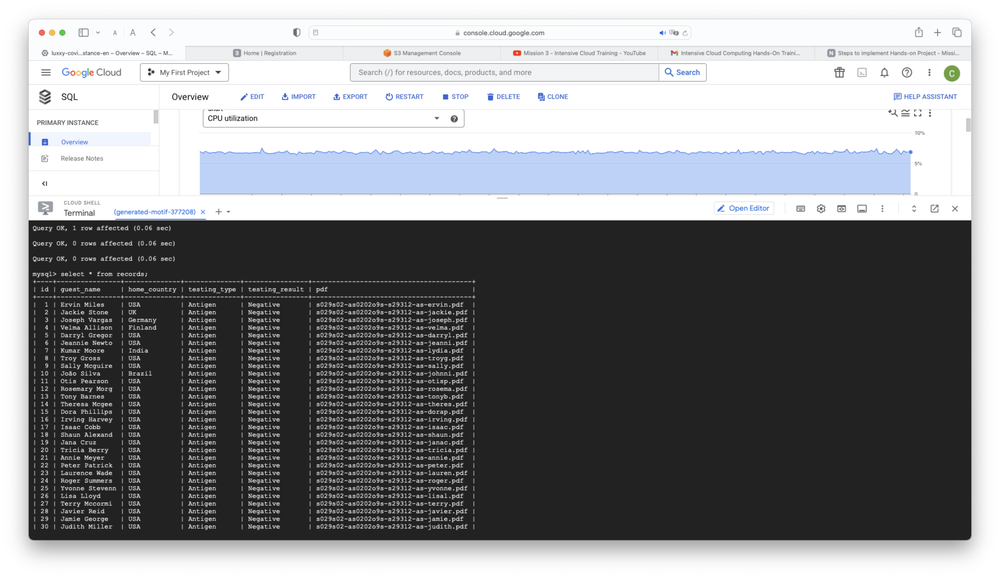 A A console.cloud.google.com
luxxy-covi...stance-en – Overview – SQL – M... 3 Home | Registration S3 Management Console Mission 3 - Intensive Cloud Training - YouTube Intensive Cloud Computing Hands-On Traini... N Steps to implement Hands-on Project - Missi...
Google Cloud My First Project Search (/) for resources, docs, products, and more Search C
SQL Overview EDIT IMPORT EXPORT RESTART STOP DELETE CLONE HELP ASSISTANT
CPU utilization
PRIMARY INSTANCE
10%
Overview
Release Notes
5%
0
CLOUD SHELL
Terminal (generated-motif-377208) Open Editor
Query OK, 1 row affected (0.06 sec)
Query OK, 0 rows affected (0.06 sec)
Query OK, 0 rows affected (0.06 sec)
mysql> select * from records;
+----+----------------+--------------+--------------+----------------+----------------------------------------+
| id | guest_name | home_country | testing_type | testing_result | pdf |
+----+----------------+--------------+--------------+----------------+----------------------------------------+
| 1 | Ervin Miles | USA | Antigen | Negative | s029s02-as0202o9s-s29312-as-ervin.pdf |
| 2 | Jackie Stone | UK | Antigen | Negative | s029s02-as0202o9s-s29312-as-jackie.pdf |
| 3 | Joseph Vargas | Germany | Antigen | Negative | s029s02-as0202o9s-s29312-as-joseph.pdf |
| 4 | Velma Allison | Finland | Antigen | Negative | s029s02-as0202o9s-s29312-as-velma.pdf |
| 5 | Darryl Gregor | USA | Antigen | Negative | s029s02-as0202o9s-s29312-as-darryl.pdf |
| 6 | Jeannie Newto | USA | Antigen | Negative | s029s02-as0202o9s-s29312-as-jeanni.pdf |
| 7 | Kumar Moore | India | Antigen | Negative | s029s02-as0202o9s-s29312-as-lydia.pdf |
| 8 | Troy Gross | USA | Antigen | Negative | s029s02-as0202o9s-s29312-as-troyg.pdf |
| 9 | Sally Mcguire | USA | Antigen | Negative | s029s02-as0202o9s-s29312-as-sally.pdf |
| 10 | João Silva | Brazil | Antigen | Negative | s029s02-as0202o9s-s29312-as-johnni.pdf |
| 11 | Otis Pearson | USA | Antigen | Negative | s029s02-as0202o9s-s29312-as-otisp.pdf |
| 12 | Rosemary Morg | USA | Antigen | Negative | s029s02-as0202o9s-s29312-as-rosema.pdf |
| 13 | Tony Barnes | USA | Antigen | Negative | s029s02-as0202o9s-s29312-as-tonyb.pdf |
| 14 | Theresa Mcgee | USA | Antigen | Negative | s029s02-as0202o9s-s29312-as-theres.pdf |
| 15 | Dora Phillips | USA | Antigen | Negative | s029s02-as0202o9s-s29312-as-dorap.pdf |
| 16 | Irving Harvey | USA | Antigen | Negative | s029s02-as0202o9s-s29312-as-irving.pdf |
| 17 | Isaac Cobb | USA | Antigen | Negative | s029s02-as0202o9s-s29312-as-isaac.pdf |
| 18 | Shaun Alexand | USA | Antigen | Negative | s029s02-as0202o9s-s29312-as-shaun.pdf |
| 19 | Jana Cruz | USA | Antigen | Negative | s029s02-as0202o9s-s29312-as-janac.pdf |
| 20 | Tricia Berry | USA | Antigen | Negative | s029s02-as0202o9s-s29312-as-tricia.pdf |
| 21 | Annie Meyer | USA | Antigen | Negative | s029s02-as0202o9s-s29312-as-annie.pdf |
| 22 | Peter Patrick | USA | Antigen | Negative | s029s02-as0202o9s-s29312-as-peter.pdf |
| 23 | Laurence Wade | USA | Antigen | Negative | s029s02-as0202o9s-s29312-as-lauren.pdf |
| 24 | Roger Summers | USA | Antigen | Negative | s029s02-as0202o9s-s29312-as-roger.pdf |
| 25 | Yvonne Stevenn | USA | Antigen | Negative | s029s02-as0202o9s-s29312-as-yvonne.pdf |
| 26 | Lisa Lloyd | USA | Antigen | Negative | s029s02-as0202o9s-s29312-as-lisal.pdf |
| 27 | Terry Mccormi | USA | Antigen | Negative | s029s02-as0202o9s-s29312-as-terry.pdf |
| 28 | Javier Reid | USA | Antigen | Negative | s029s02-as0202o9s-s29312-as-javier.pdf |
| 29 | Jamie George | USA | Antigen | Negative | s029s02-as0202o9s-s29312-as-jamie.pdf |
| 30 | Judith Miller | USA | Antigen | Negative | s029s02-as0202o9s-s29312-as-judith.pdf |